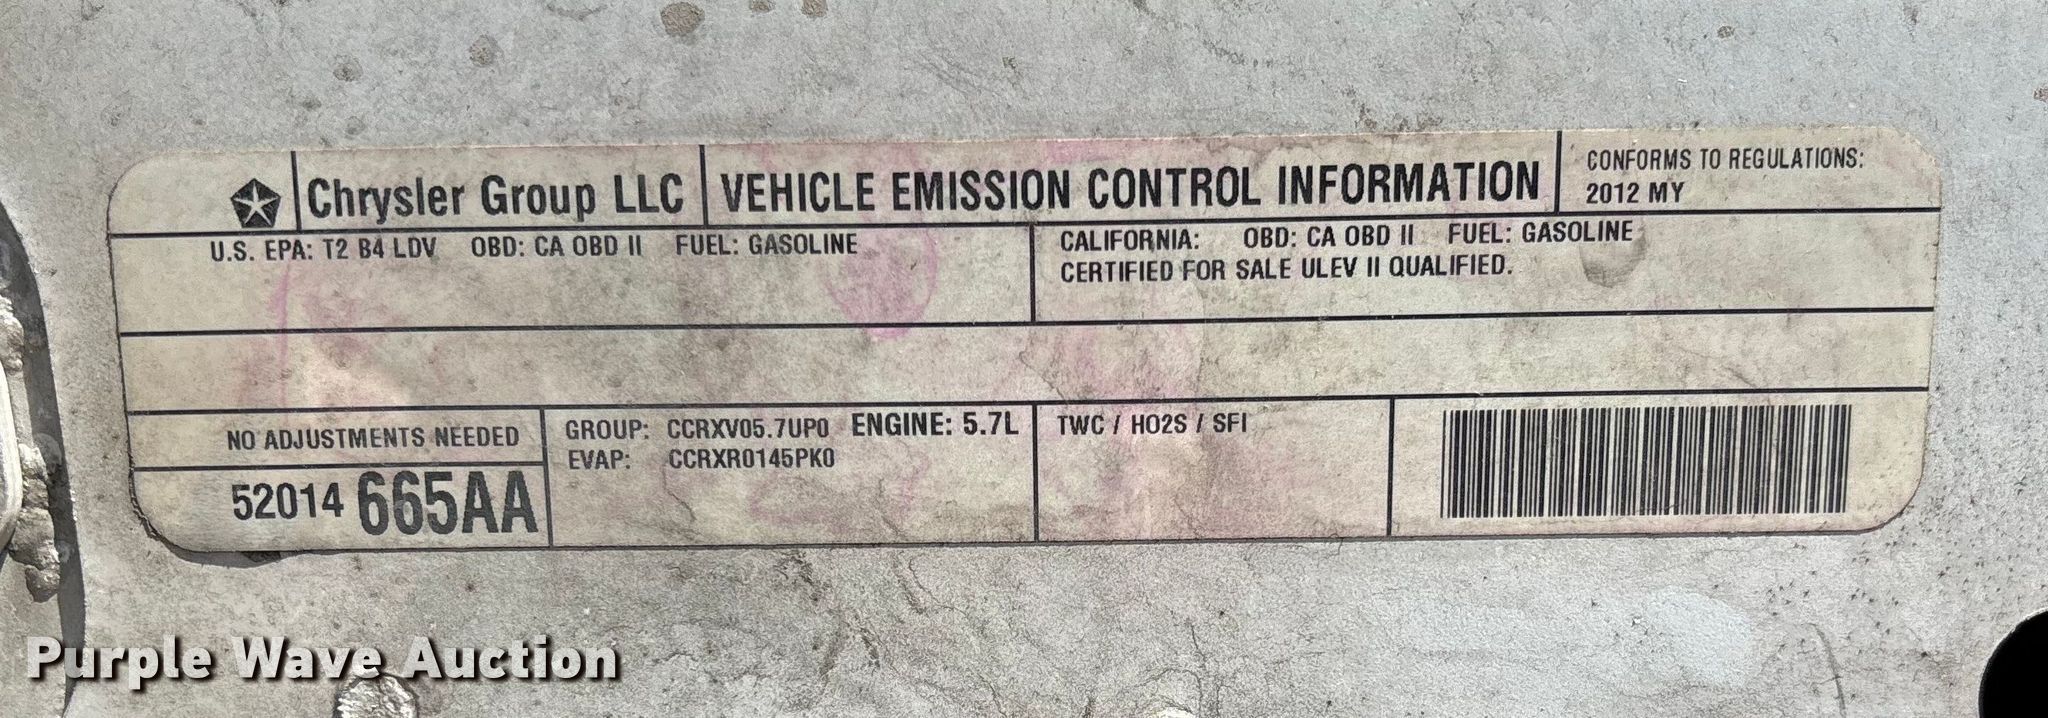 Chrysler Group LLC
VEHICLE EMISSION CONTROL INFORMATION
CONFORMS TO REGULATIONS:
2012 MY
U.S. EPA: T2 B4 LDV OBD: CA OBD II FUEL: GASOLINE
CALIFORNIA: OBD: CA OBD II FUEL: GASOLINE
CERTIFIED FOR SALE ULEV II QUALIFIED.
NO ADJUSTMENTS NEEDED
52014 665AA
GROUP: CCRXV05.7UP0 ENGINE: 5.7L
EVAP: CCRXR0145PK0
TWC / HO2S / SFI
Purple Wave Auction